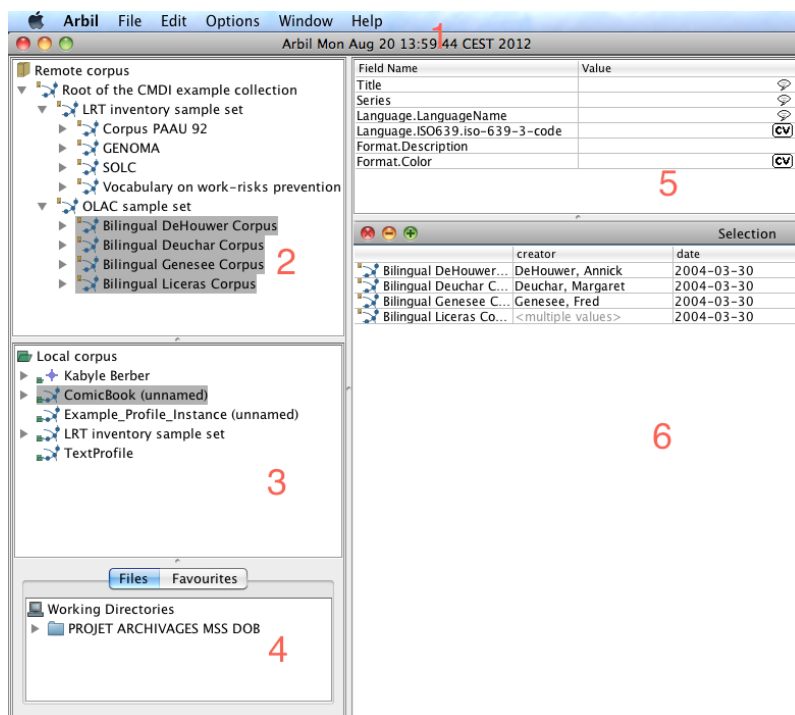 Arbil File Edit Options Window Help
1
Arbil Mon Aug 20 13:59:44 CEST 2012
Remote corpus
Root of the CMDI example collection
LRT inventory sample set
Corpus PAAU 92
GENOMA
SOLC
Vocabulary on work-risks prevention
OLAC sample set
Bilingual DeHouwer Corpus
Bilingual Deuchar Corpus
Bilingual Genesee Corpus
Bilingual Liceras Corpus
2
Local corpus
Kabyle Berber
ComicBook (unnamed)
Example_Profile_Instance (unnamed)
LRT inventory sample set
TextProfile
3
Files Favourites
Working Directories
PROJET ARCHIVAGES MSS DOB
4
Field Name Value
Title
Series
Language.LanguageName
Language.ISO639.iso-639-3-code CV
Format.Description
Format.Color CV
5
Selection
creator date
Bilingual DeHouwer... DeHouwer, Annick 2004-03-30
Bilingual Deuchar C... Deuchar, Margaret 2004-03-30
Bilingual Genesee C... Genesee, Fred 2004-03-30
Bilingual Liceras Co... <multiple values> 2004-03-30
6